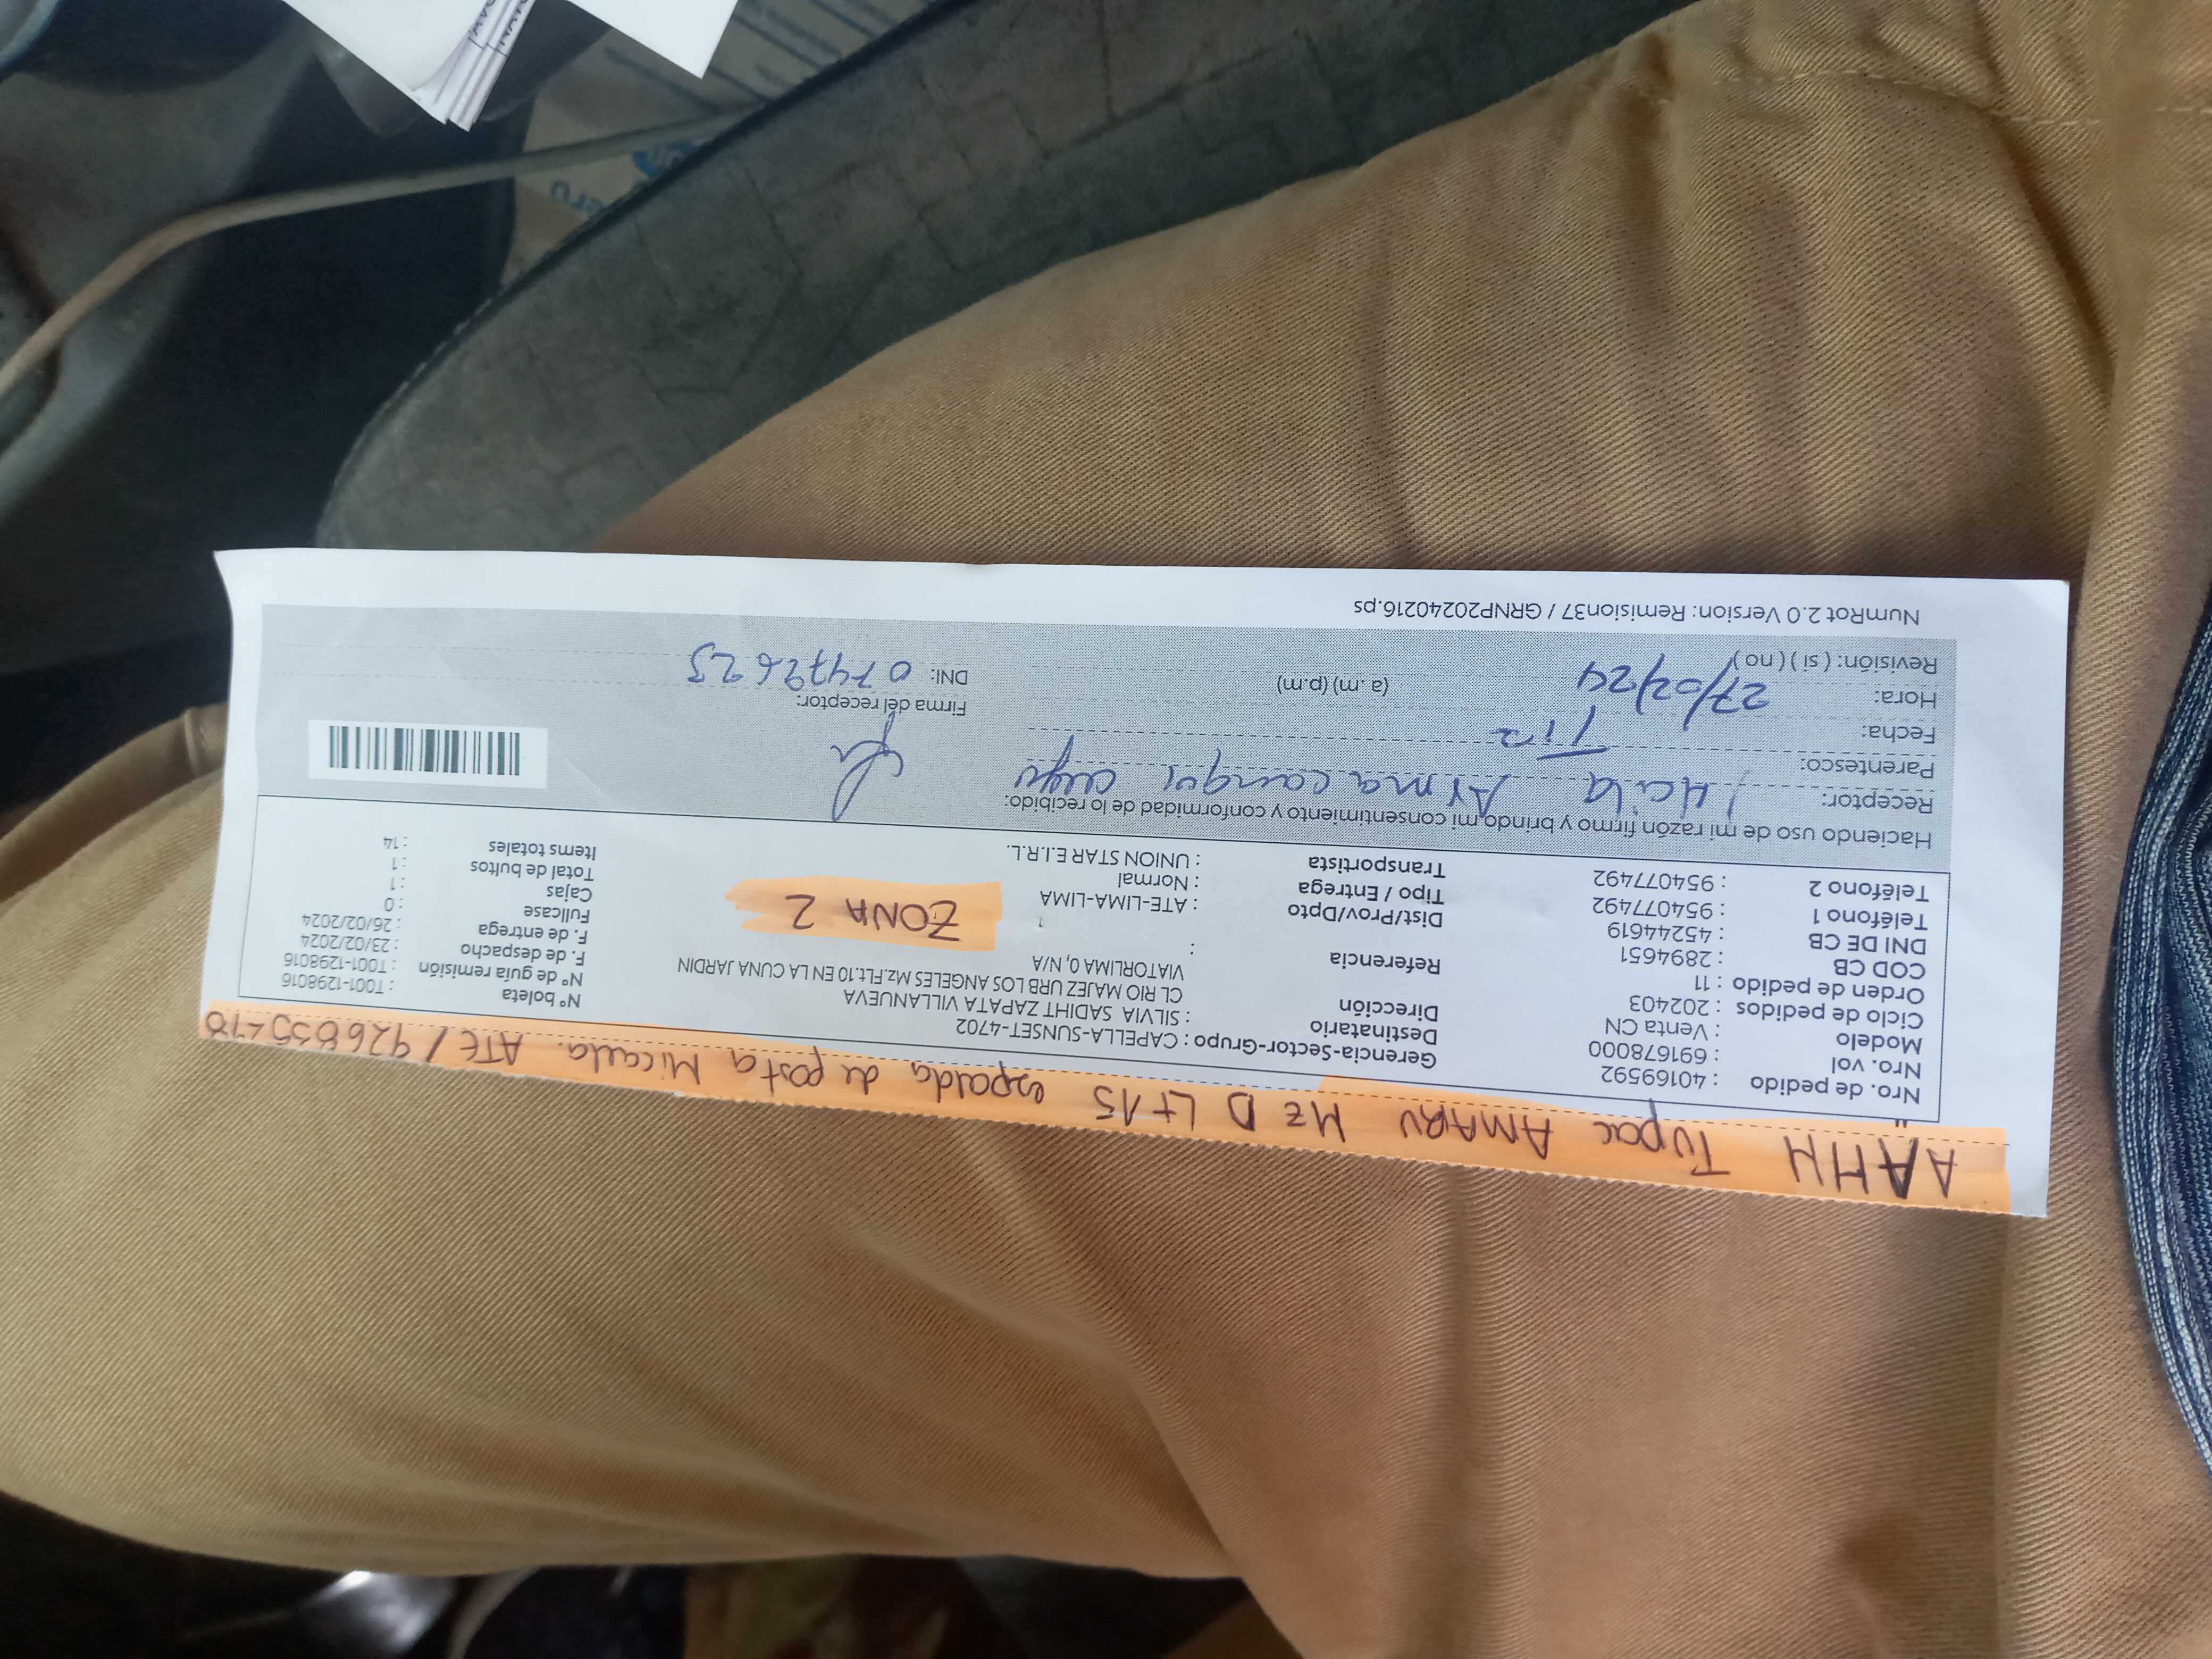 AAHH Tupac AMARU Mz D Lt 15 espalda de posta Micaela. ATE /
Nro. de pedido : 40169592
Nro. vol : 691678000
Modelo : Venta CN
Ciclo de pedidos : 202403
Orden de pedido : 11
COD CB : 2894651
DNI DE CB : 45244619
Teléfono 1 : 954077492
Teléfono 2 : 954077492
Gerencia-Sector-Grupo : CAPELLA-SUNSET-4702
Destinatario : SILVIA SADIHT ZAPATA VILLANUEVA
Dirección CL RIO MAJEZ URB LOS ANGELES Mz.FLt.10 EN LA CUNA JARDIN
VIATORLIMA 0, N/A
Referencia :
Dist/Prov/Dpto : ATE-LIMA-LIMA
Tipo / Entrega : Normal
Transportista : UNION STAR E.I.R.L.
ZONA 2
N° boleta : T001-1298016
N° de guía remisión : T001-1298016
F. de despacho : 23/02/2024
F. de entrega : 26/02/2024
Fullcase : 0
Cajas : 1
Total de bultos : 1
Items totales : 14
Haciendo uso de mi razón firmo y brindo mi consentimiento y conformidad de lo recibido:
Receptor:
Parentesco: Tia
Fecha: 27/02/24
Hora: (a.m) (p.m)
Revisión: ( si ) ( no )
Firma del receptor:
DNI:
NumRot 2.0 Version: Remision37 / GRNP20240216.ps